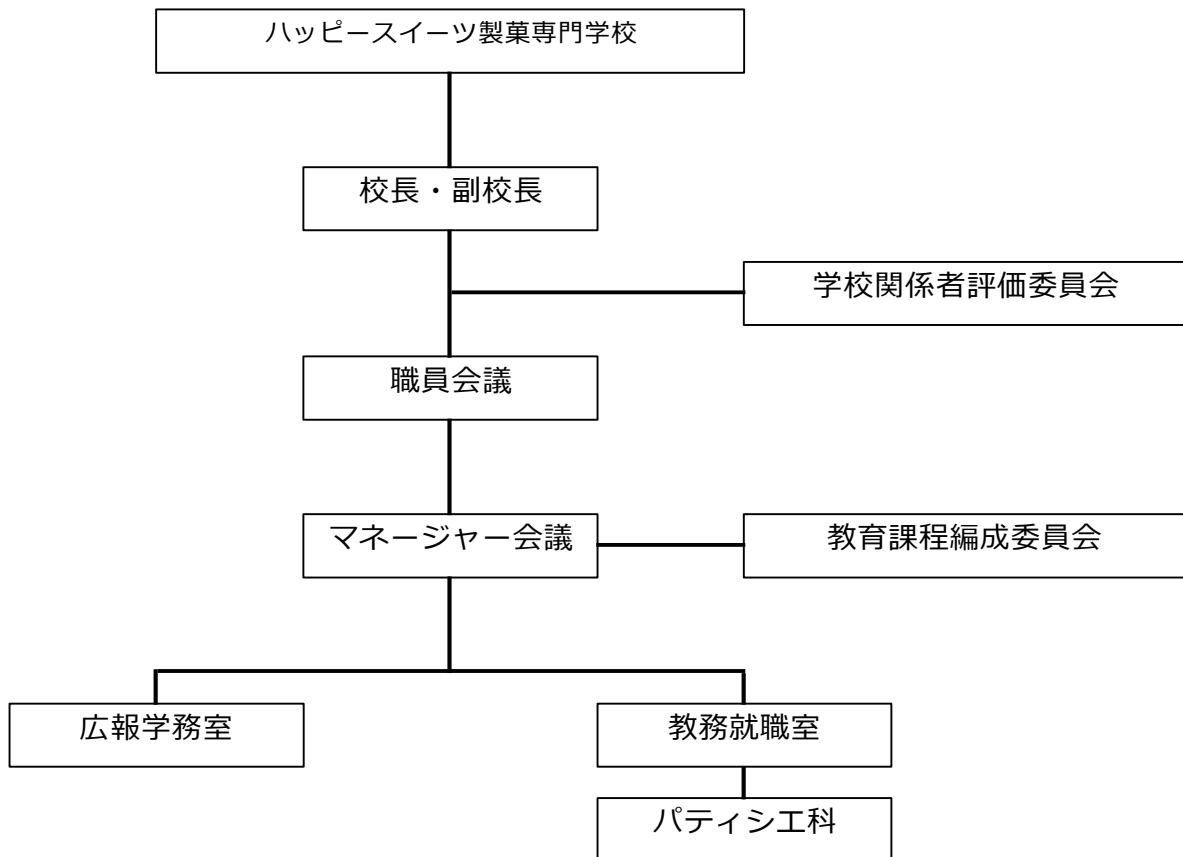 ハッピースイーツ製菓専門学校
校長・副校長
学校関係者評価委員会
職員会議
マネージャー会議
教育課程編成委員会
広報学務室
教務就職室
パティシエ科